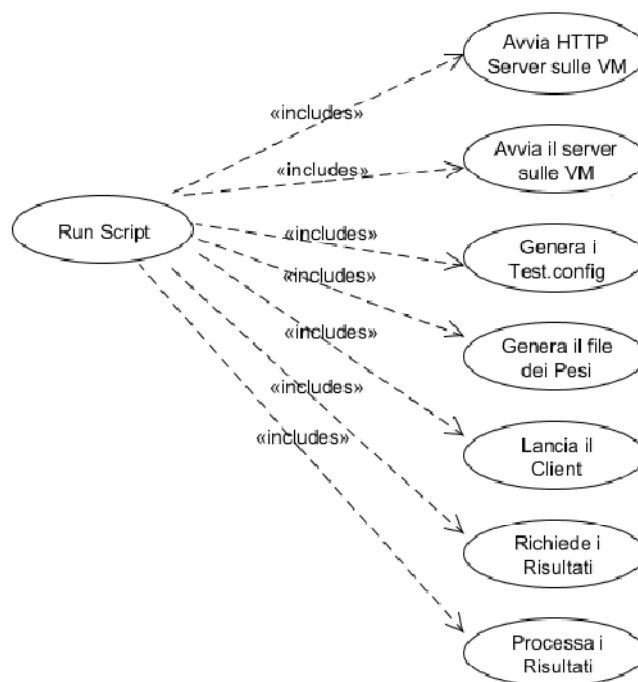 Avvia HTTP
Server sulle VM
«includes»
Avvia il server
sulle VM
«includes»
Run Script
«includes»
Genera i
Test.config
«includes»
Genera il file
dei Pesi
«includes»
Lancia il
Client
«includes»
Richiede i
Risultati
«includes»
Processa i
Risultati